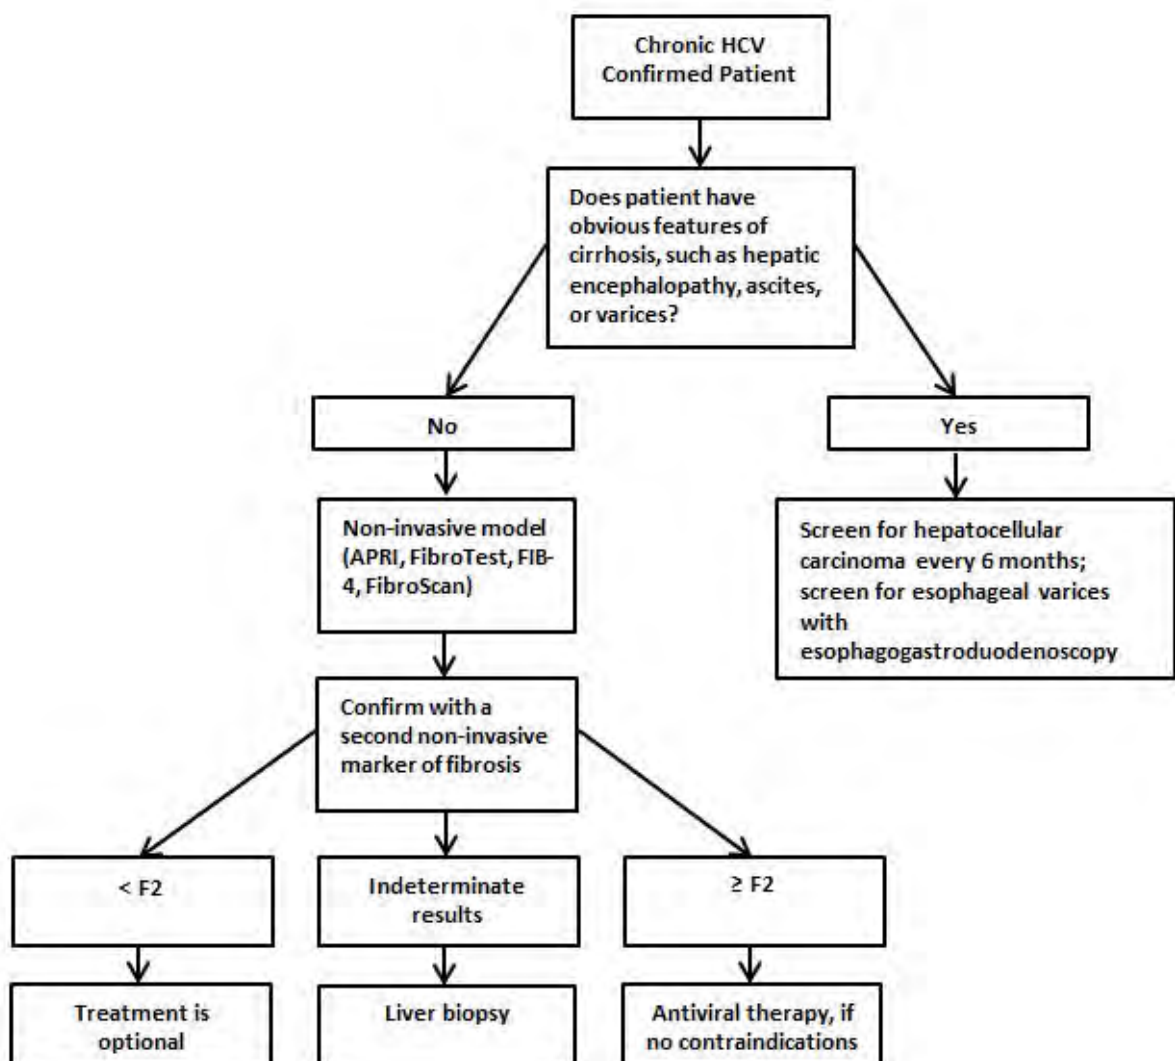 Chronic HCV
Confirmed Patient
Does patient have
obvious features of
cirrhosis, such as hepatic
encephalopathy, ascites,
or varices?
No
Yes
Non-invasive model
(APRI, FibroTest, FIB-
4, FibroScan)
Screen for hepatocellular
carcinoma every 6 months;
screen for esophageal varices
with
esophagogastroduodenoscopy
Confirm with a
second non-invasive
marker of fibrosis
< F2
Indeterminate
results
≥ F2
Treatment is
optional
Liver biopsy
Antiviral therapy, if
no contraindications